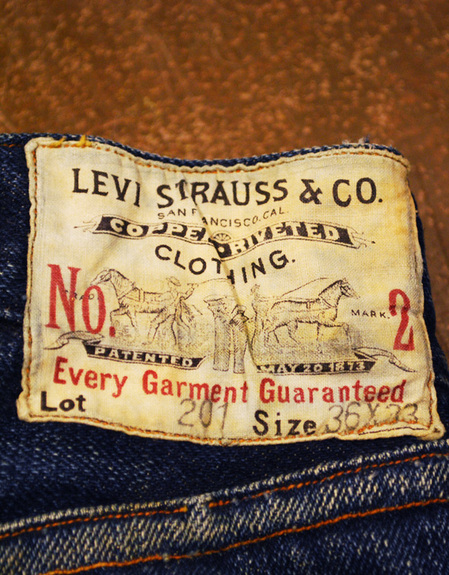 LEVI STRAUSS & CO.
SAN FRANCISCO, CAL.
COPPER RIVETED
CLOTHING.
No. 2
TRADE MARK.
PATENTED MAY 20 1873
Every Garment Guaranteed
Lot 201 Size 36X33